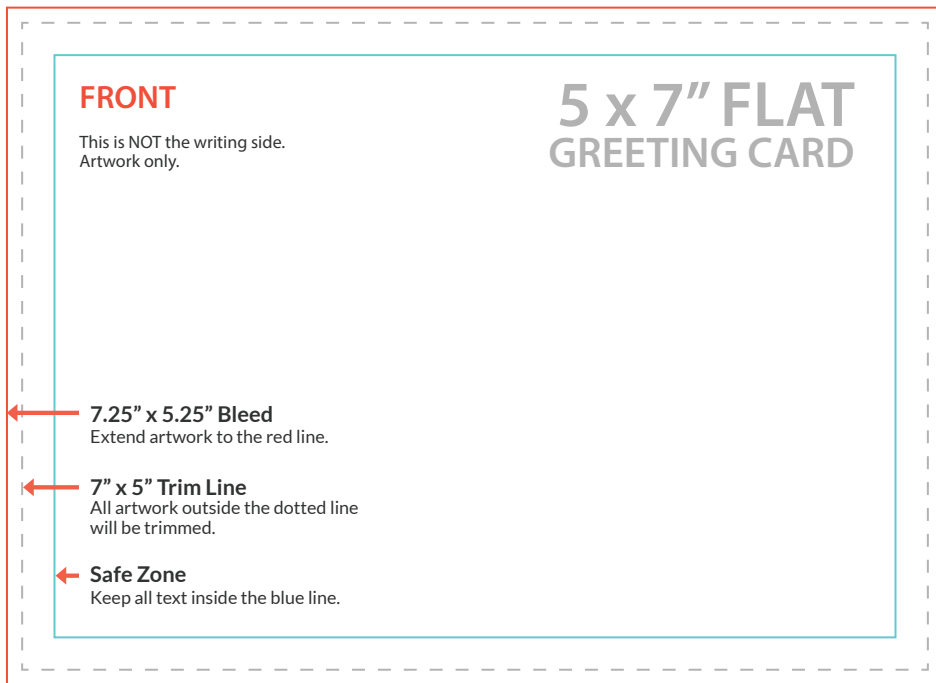 FRONT
This is NOT the writing side.
Artwork only.
5 x 7” FLAT
GREETING CARD
7.25” x 5.25” Bleed
Extend artwork to the red line.
7” x 5” Trim Line
All artwork outside the dotted line
will be trimmed.
Safe Zone
Keep all text inside the blue line.